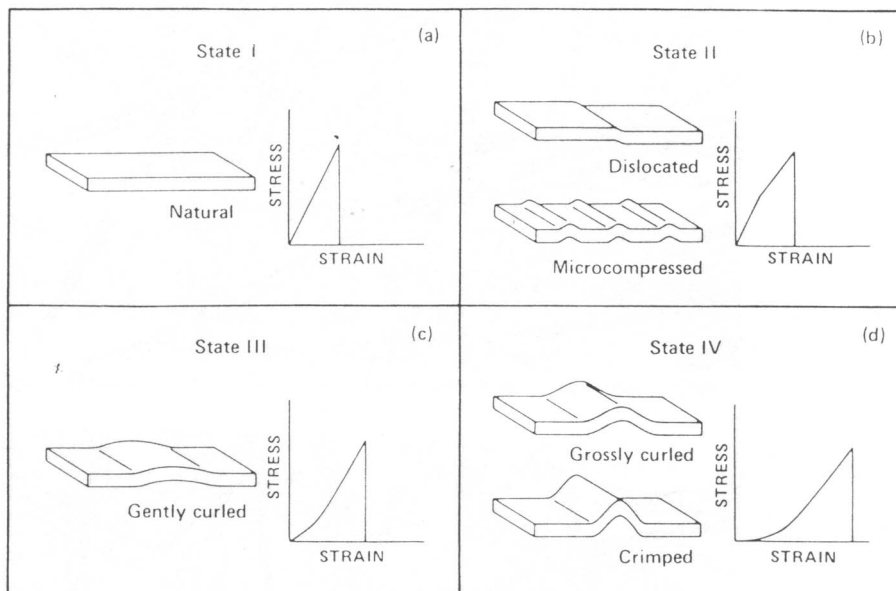 (a)
State I
Natural
STRESS
STRAIN
(b)
State II
Dislocated
Microcompressed
STRESS
STRAIN
(c)
State III
Gently curled
STRESS
STRAIN
(d)
State IV
Grossly curled
Crimped
STRESS
STRAIN